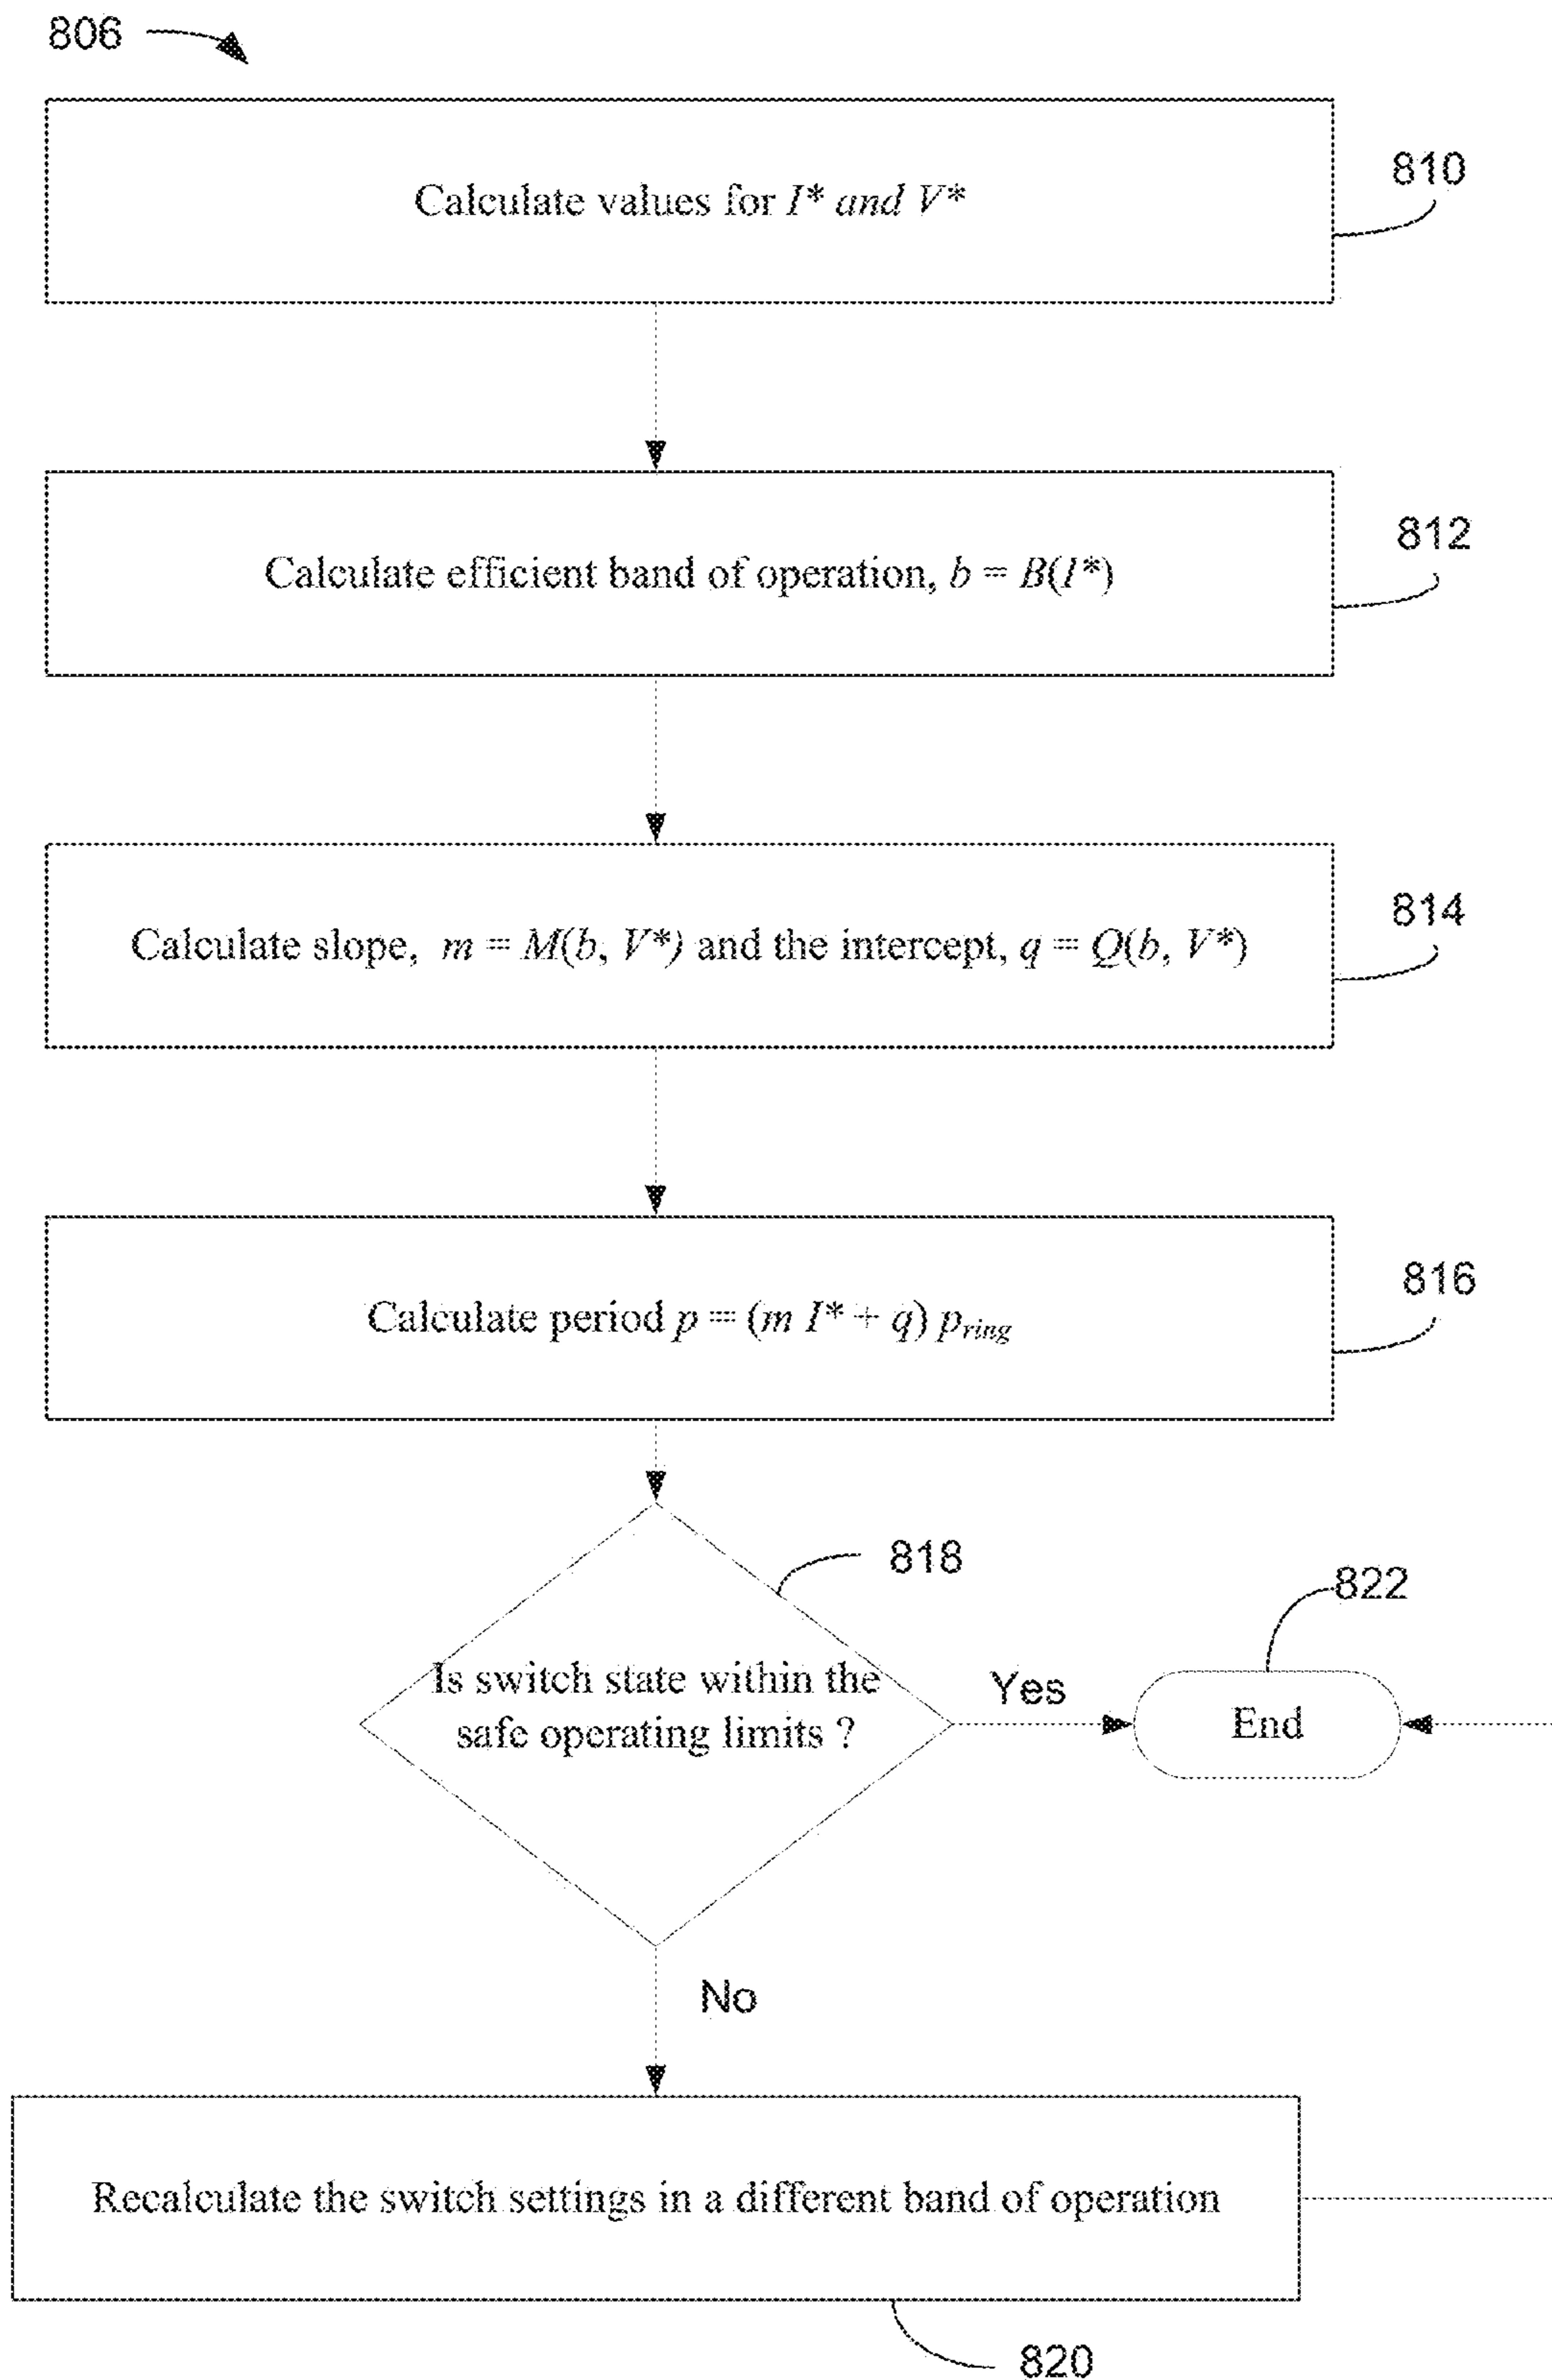 806
Calculate values for I* and V*
810
Calculate efficient band of operation, b = B(I*)
812
Calculate slope, m = M(b, V*) and the intercept, q = Q(b, V*)
814
Calculate period p = (m I* + q) pring
816
818
Is switch state within the
safe operating limits ?
Yes
822
End
No
Recalculate the switch settings in a different band of operation
820